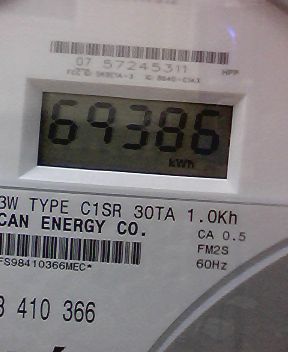 07 57245311
HPP
69386
kWh
3W TYPE C1SR 30TA 1.0Kh
CAN ENERGY CO.
CA 0.5
FM2S
FS98410366MEC*
60Hz
3 410 366